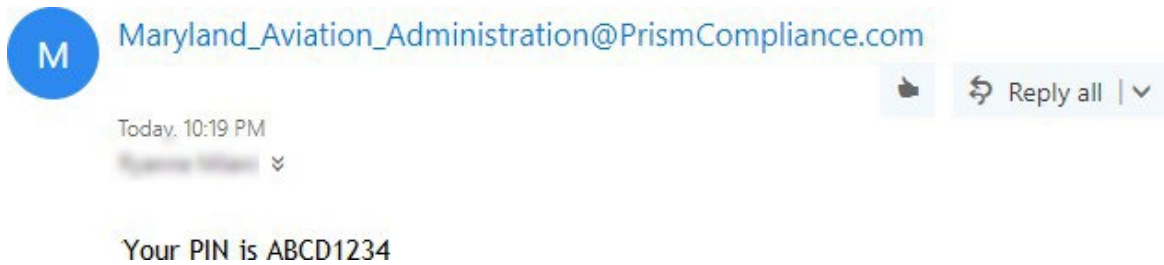 M
Maryland_Aviation_Administration@PrismCompliance.com
Reply all
Today, 10:19 PM
Your PIN is ABCD1234